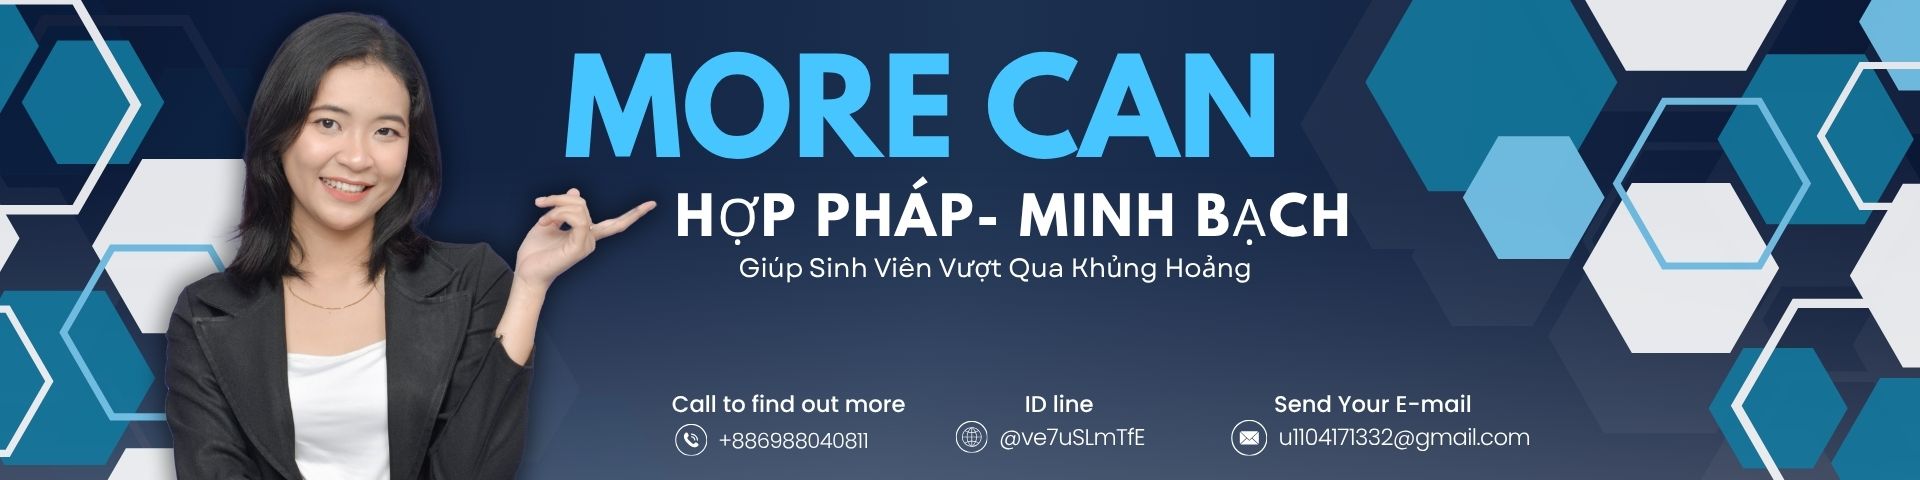 MORE CAN
HỢP PHÁP- MINH BẠCH
Giúp Sinh Viên Vượt Qua Khủng Hoảng
Call to find out more
+886988040811
ID line
@ve7uSLmTfE
Send Your E-mail
u1104171332@gmail.com